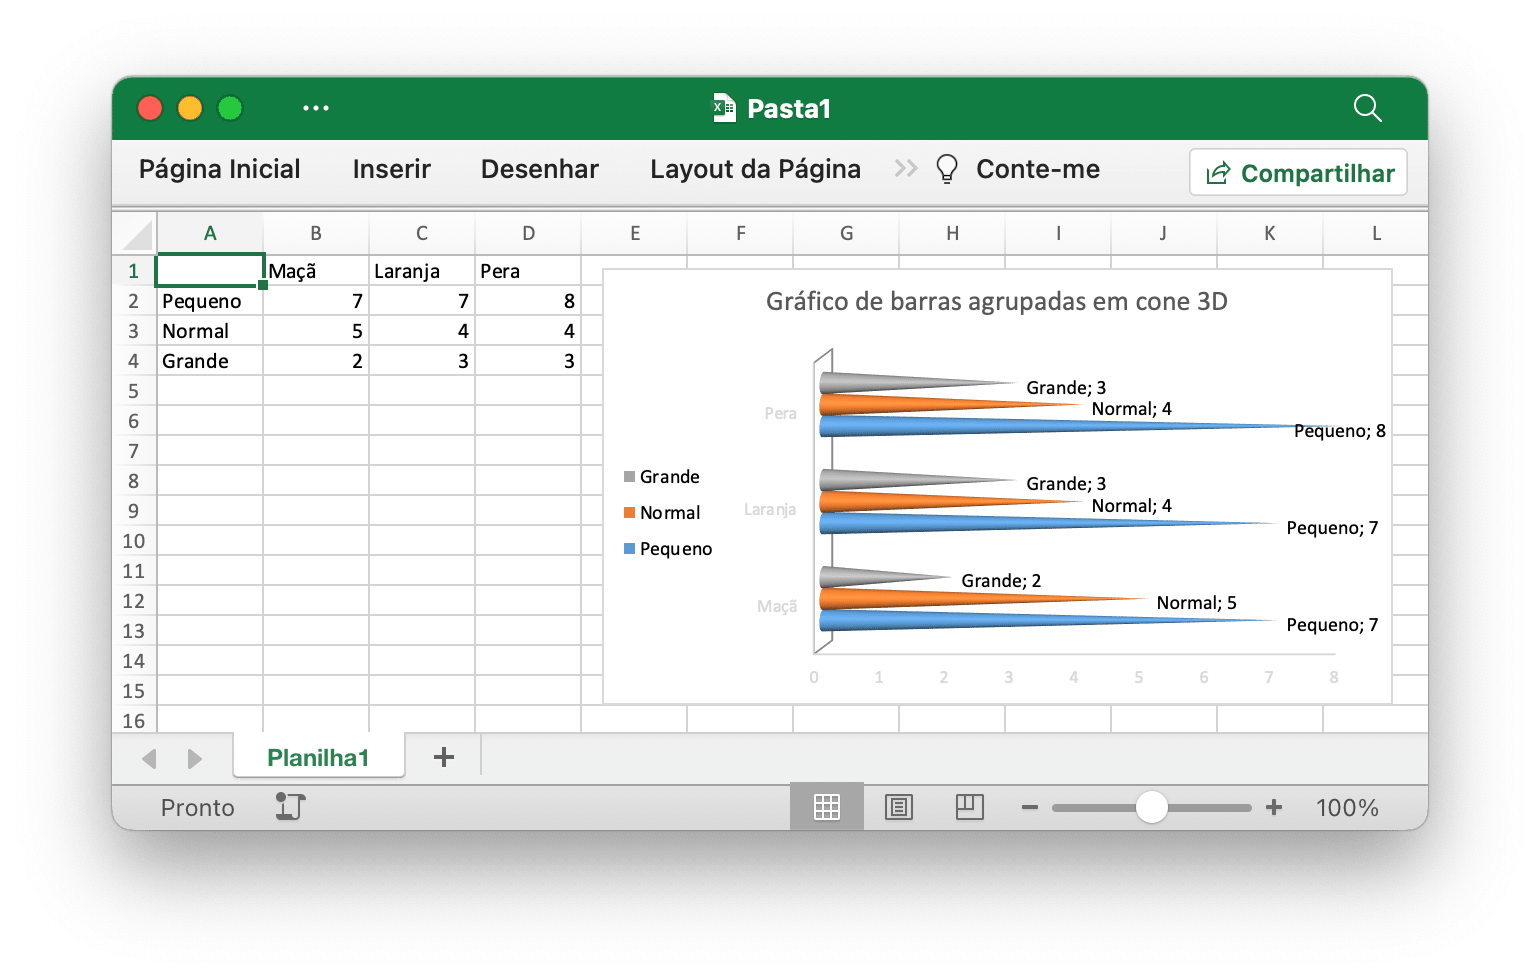 Pasta1
Página Inicial Inserir Desenhar Layout da Página Conte-me Compartilhar
A B C D E F G H I J K L
1 Maçã Laranja Pera
2 Pequeno 7 7 8
3 Normal 5 4 4
4 Grande 2 3 3
5
6
7
8
9
10
11
12
13
14
15
16
Gráfico de barras agrupadas em cone 3D
Grande
Normal
Pequeno
Pera
Grande; 3
Normal; 4
Pequeno; 8
Laranja
Grande; 3
Normal; 4
Pequeno; 7
Maçã
Grande; 2
Normal; 5
Pequeno; 7
0 1 2 3 4 5 6 7 8
Planilha1
Pronto 100%